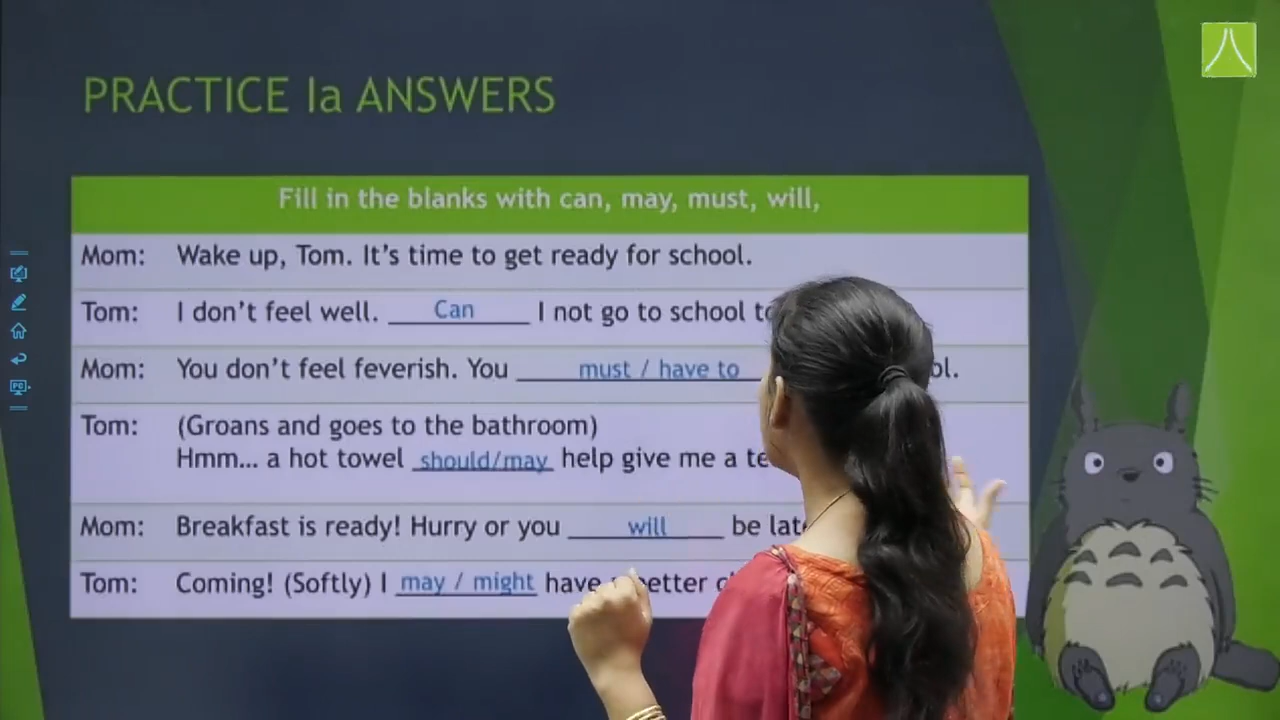 PRACTICE Ia ANSWERS
Fill in the blanks with can, may, must, will,
Mom: Wake up, Tom. It's time to get ready for school.
Tom: I don't feel well. Can I not go to school
Mom: You don't feel feverish. You must / have to
Tom: (Groans and goes to the bathroom)
Hmm... a hot towel should/may help give me a
Mom: Breakfast is ready! Hurry or you will be
Tom: Coming! (Softly) I may / might have better
PC